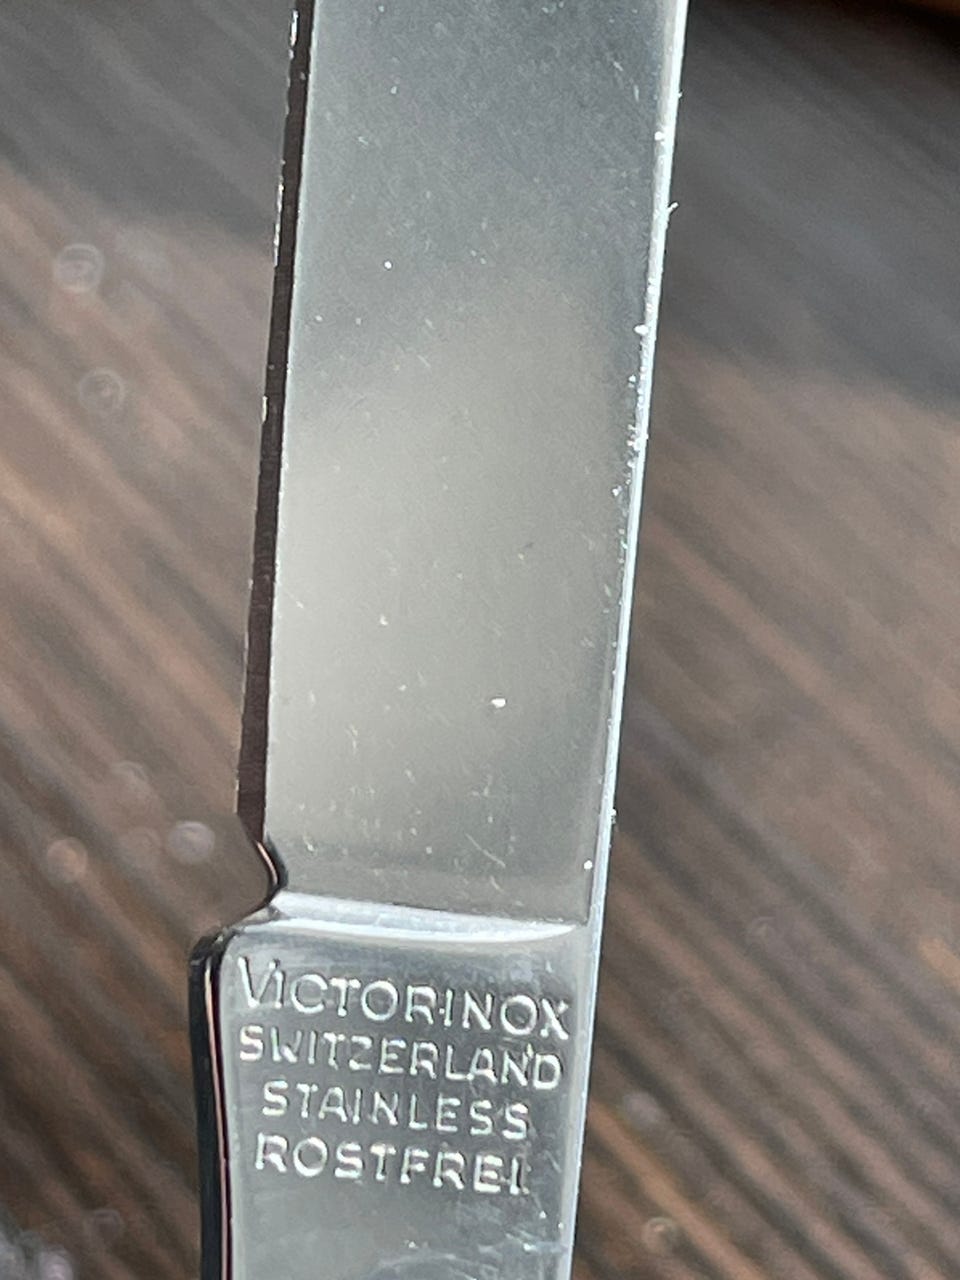 VICTORINOX
SWITZERLAND
STAINLESS
ROSTFREI